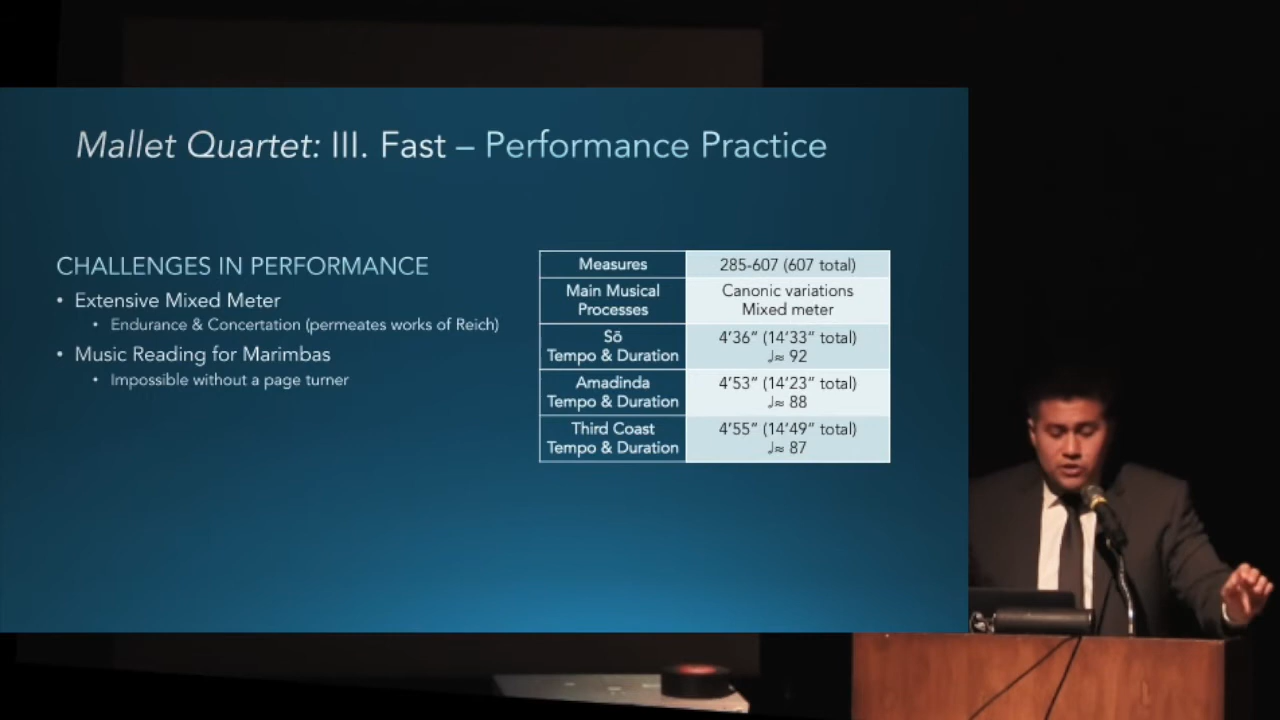 Mallet Quartet: III. Fast – Performance Practice
CHALLENGES IN PERFORMANCE
• Extensive Mixed Meter
• Endurance & Concertation (permeates works of Reich)
• Music Reading for Marimbas
• Impossible without a page turner
Measures
285-607 (607 total)
Main Musical
Processes
Canonic variations
Mixed meter
Sō
Tempo & Duration
4’36” (14’33” total)
♩≈ 92
Amadinda
Tempo & Duration
4’53” (14’23” total)
♩≈ 88
Third Coast
Tempo & Duration
4’55” (14’49” total)
♩≈ 87